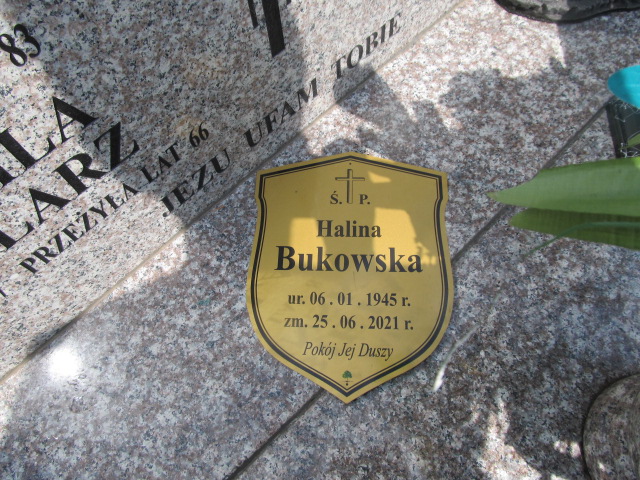 83
LARZ
PRZEŻYŁA LAT 66
JEZU UFAM TOBIE
Ś. P.
Halina
Bukowska
ur. 06 . 01 . 1945 r.
zm. 25 . 06 . 2021 r.
Pokój Jej Duszy